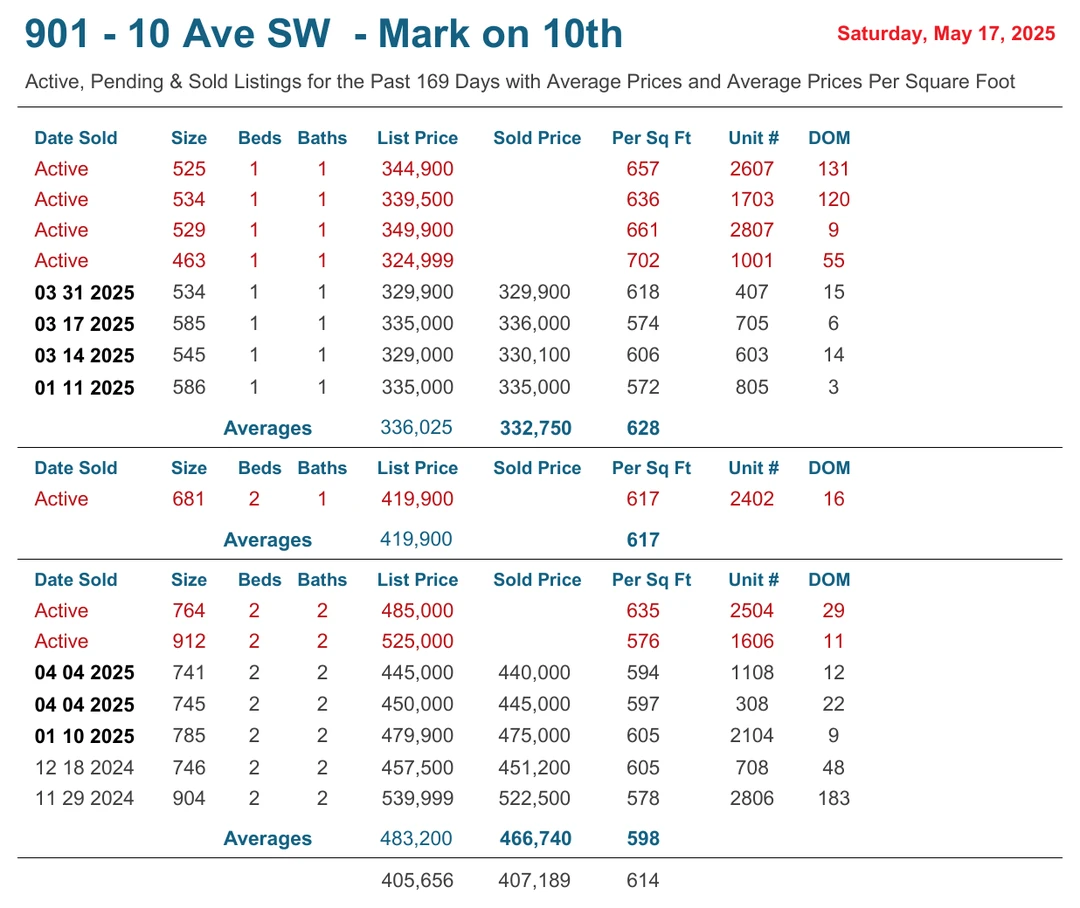 901 - 10 Ave SW - Mark on 10th Saturday, May 17, 2025
Active, Pending & Sold Listings for the Past 169 Days with Average Prices and Average Prices Per Square Foot
Date Sold Size Beds Baths List Price Sold Price Per Sq Ft Unit # DOM
Active 525 1 1 344,900 657 2607 131
Active 534 1 1 339,500 636 1703 120
Active 529 1 1 349,900 661 2807 9
Active 463 1 1 324,999 702 1001 55
03 31 2025 534 1 1 329,900 329,900 618 407 15
03 17 2025 585 1 1 335,000 336,000 574 705 6
03 14 2025 545 1 1 329,000 330,100 606 603 14
01 11 2025 586 1 1 335,000 335,000 572 805 3
Averages 336,025 332,750 628
Date Sold Size Beds Baths List Price Sold Price Per Sq Ft Unit # DOM
Active 681 2 1 419,900 617 2402 16
Averages 419,900 617
Date Sold Size Beds Baths List Price Sold Price Per Sq Ft Unit # DOM
Active 764 2 2 485,000 635 2504 29
Active 912 2 2 525,000 576 1606 11
04 04 2025 741 2 2 445,000 440,000 594 1108 12
04 04 2025 745 2 2 450,000 445,000 597 308 22
01 10 2025 785 2 2 479,900 475,000 605 2104 9
12 18 2024 746 2 2 457,500 451,200 605 708 48
11 29 2024 904 2 2 539,999 522,500 578 2806 183
Averages 483,200 466,740 598
405,656 407,189 614